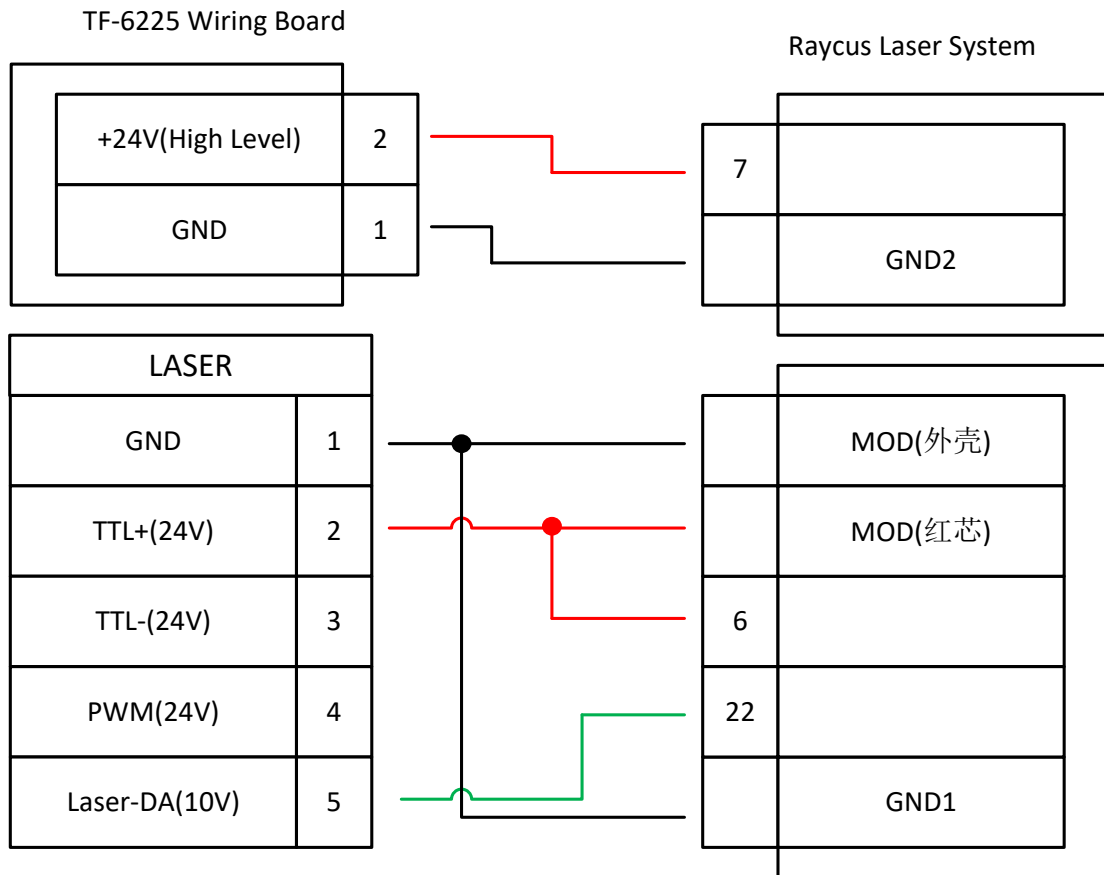 TF-6225 Wiring Board
Raycus Laser System
+24V(High Level) 2
7
GND 1
GND2
LASER
GND 1
MOD(外壳)
TTL+(24V) 2
MOD(红芯)
TTL-(24V) 3
6
PWM(24V) 4
22
Laser-DA(10V) 5
GND1